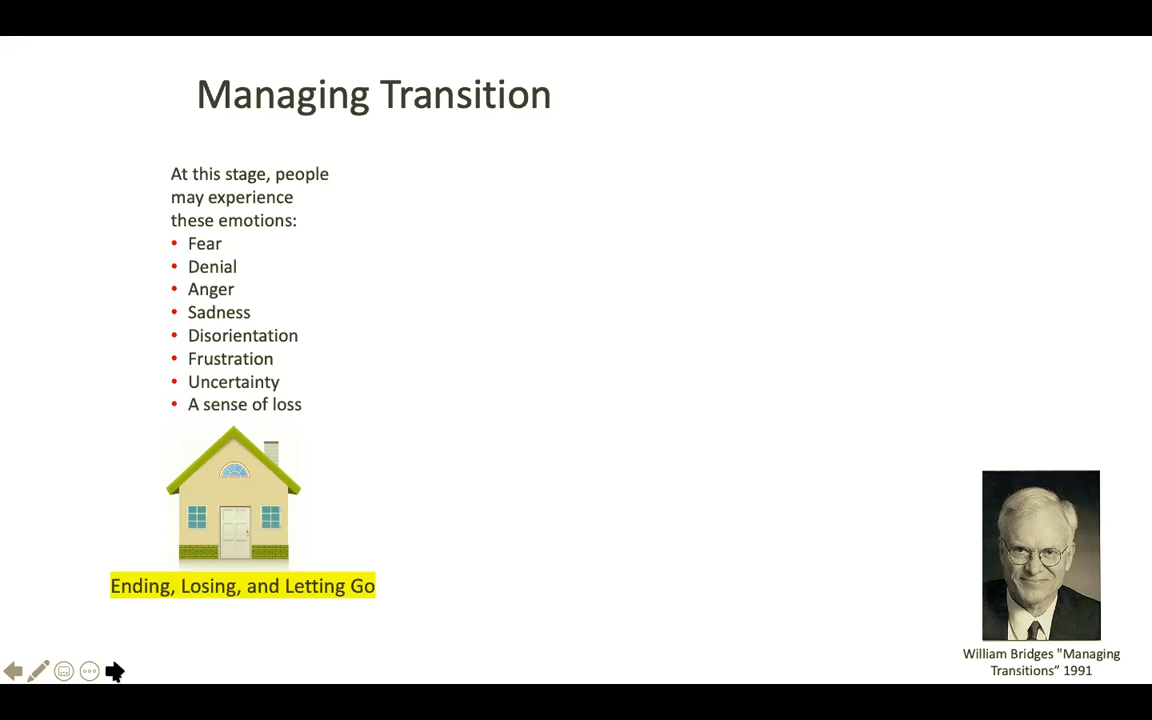 Managing Transition
At this stage, people
may experience
these emotions:
• Fear
• Denial
• Anger
• Sadness
• Disorientation
• Frustration
• Uncertainty
• A sense of loss
Ending, Losing, and Letting Go
William Bridges "Managing
Transitions” 1991